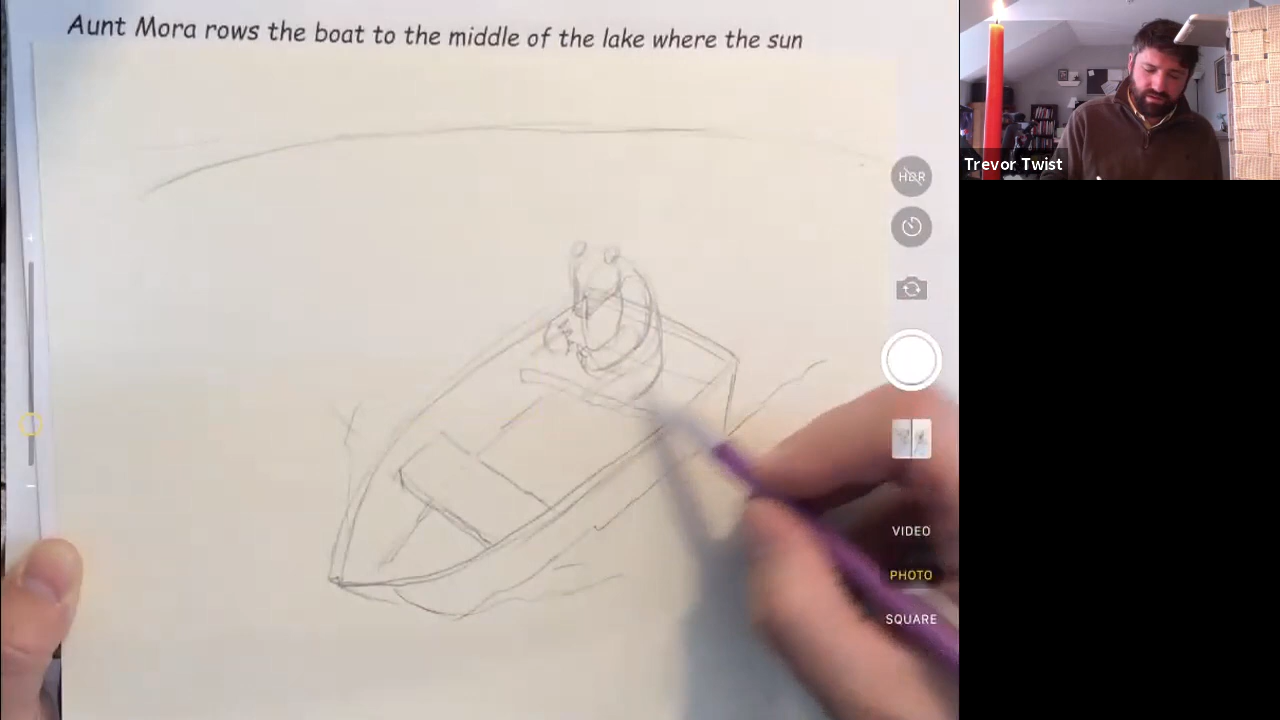 Aunt Mora rows the boat to the middle of the lake where the sun
HDR
Trevor Twist
VIDEO
PHOTO
SQUARE